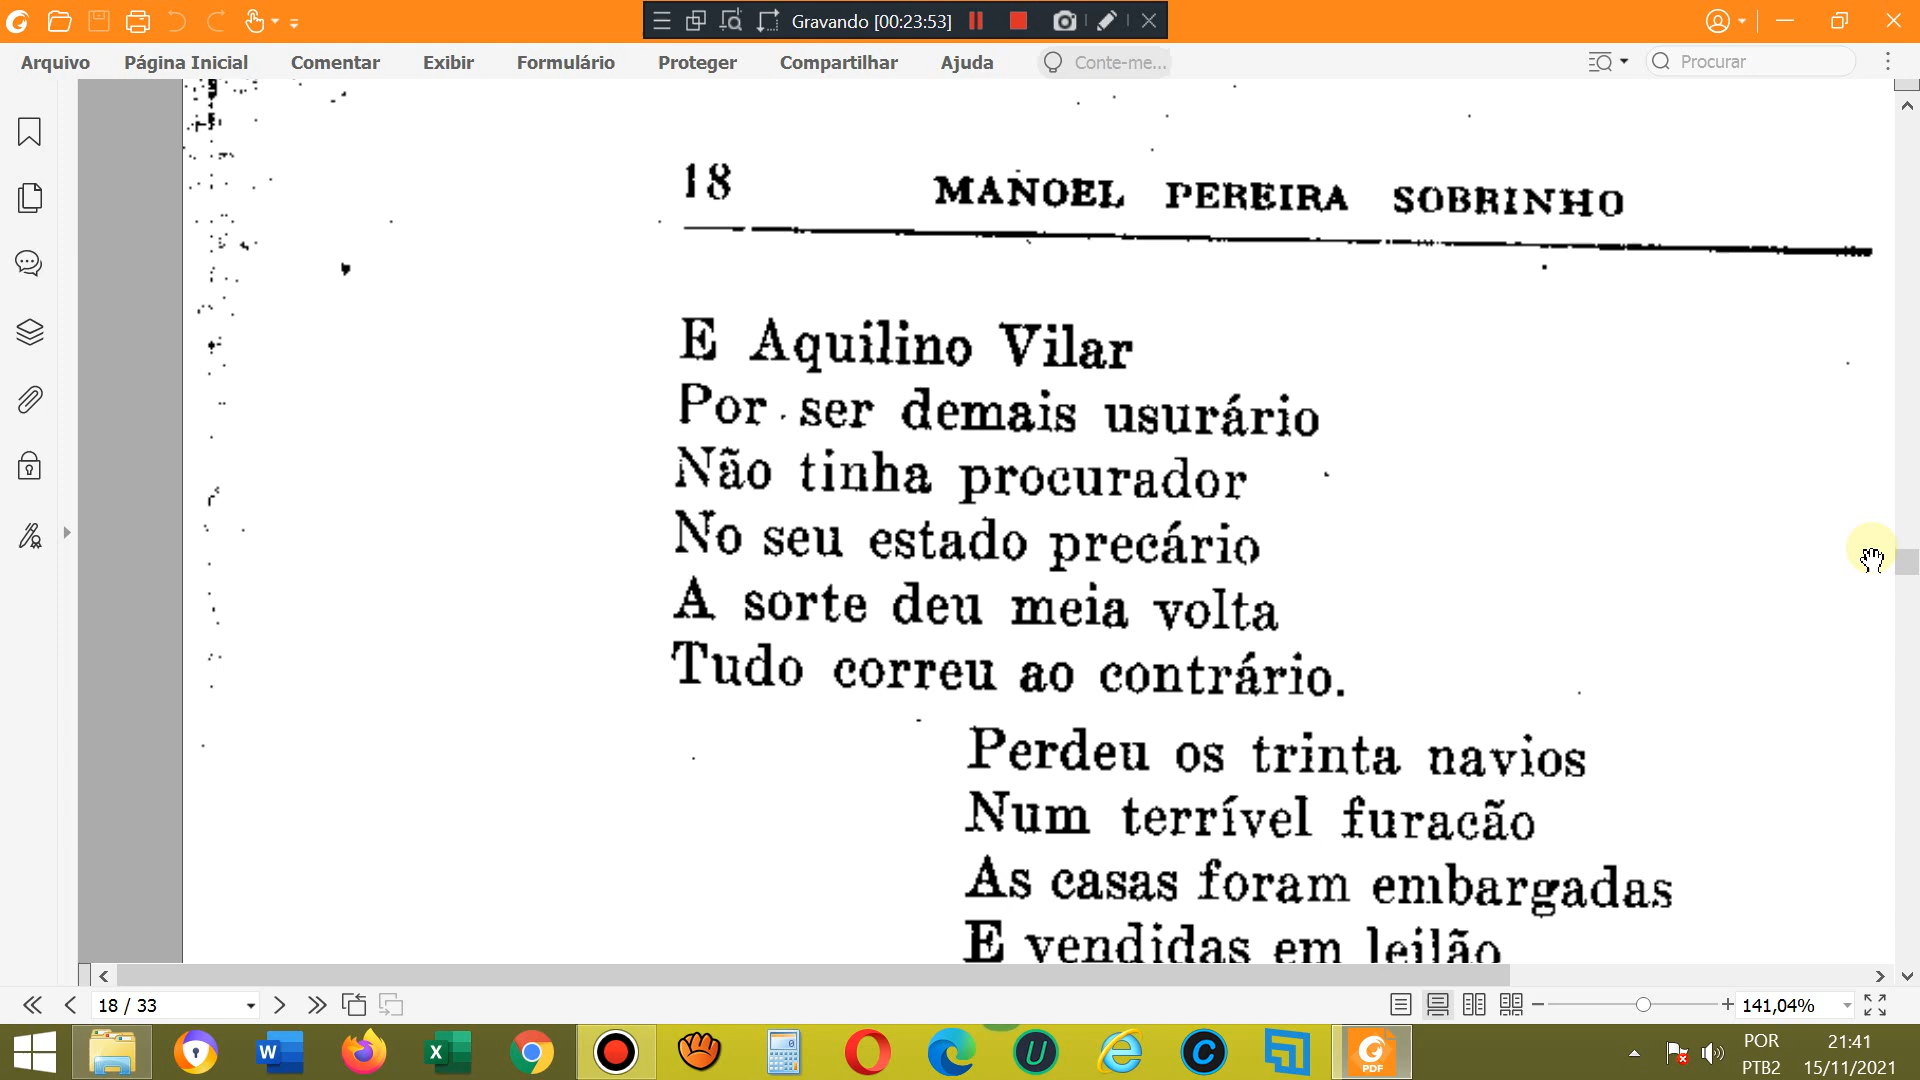 Gravando [00:23:53]
Arquivo Página Inicial Comentar Exibir Formulário Proteger Compartilhar Ajuda Conte-me... Procurar
18 MANOEL PEREIRA SOBRINHO
E Aquilino Vilar
Por ser demais usurário
Não tinha procurador
No seu estado precário
A sorte deu meia volta
Tudo correu ao contrário.
Perdeu os trinta navios
Num terrível furacão
As casas foram embargadas
E vendidas em leilão
18 / 33
141,04%
POR 21:41
PTB2 15/11/2021
PDF